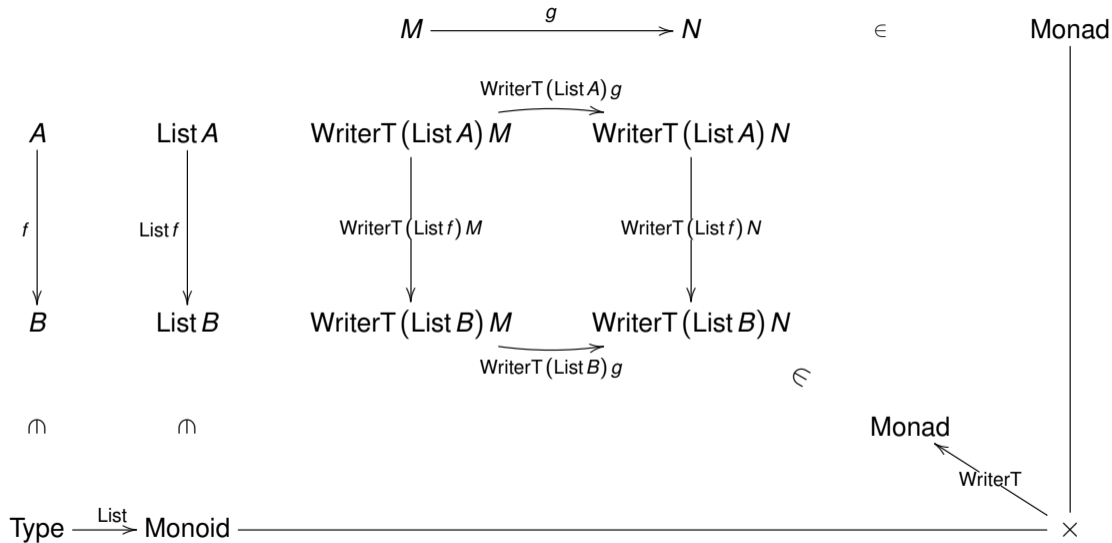 g
M N ∈ Monad
WriterT (List A) g
A List A WriterT (List A) M WriterT (List A) N
f List f WriterT (List f) M WriterT (List f) N
B List B WriterT (List B) M WriterT (List B) N
WriterT (List B) g
∈
∈ ∈ Monad
WriterT
List
Type Monoid ×